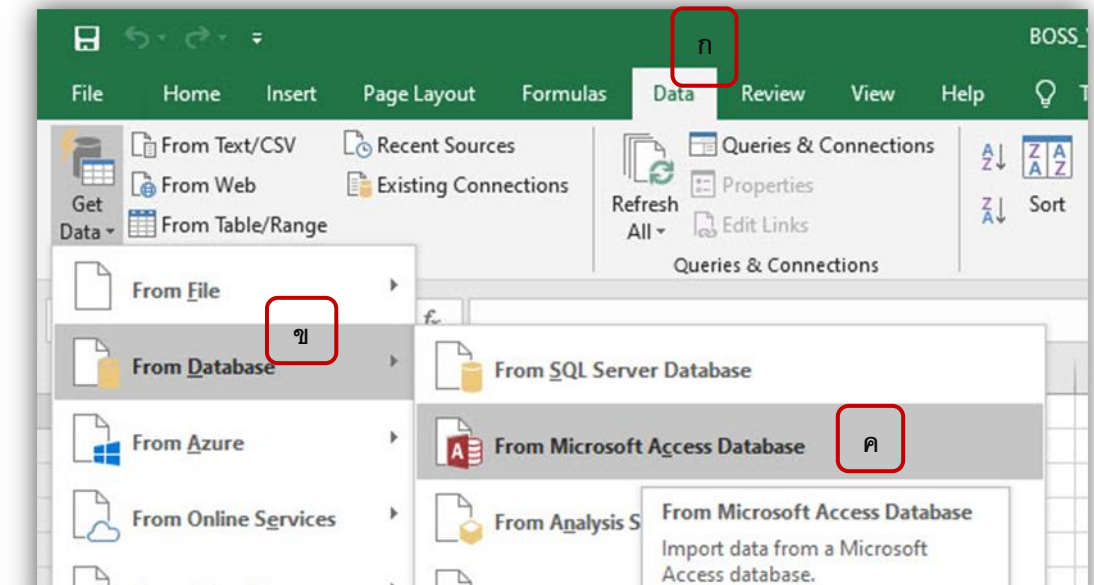 ก
BOSS_
File Home Insert Page Layout Formulas Data Review View Help T
From Text/CSV
From Web
From Table/Range
Get
Data
Recent Sources
Existing Connections
Refresh
All
Queries & Connections
Properties
Edit Links
Queries & Connections
A
Z
Z
A
Z A
A Z
Sort
fx
From File
ข
From Database
From Azure
From Online Services
From SQL Server Database
From Microsoft Access Database
ค
From Analysis S
From Microsoft Access Database
Import data from a Microsoft
Access database.